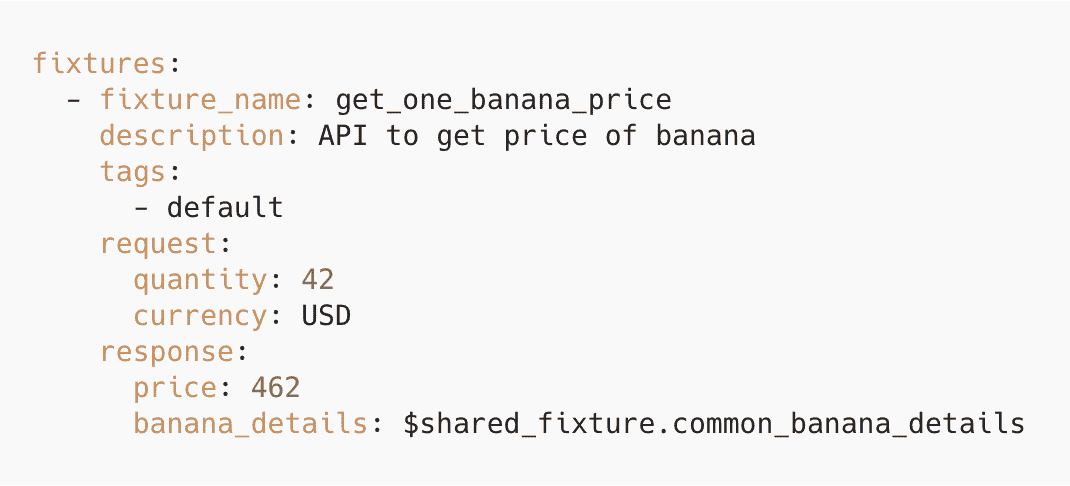 fixtures:
  - fixture_name: get_one_banana_price
    description: API to get price of banana
    tags:
      - default
    request:
      quantity: 42
      currency: USD
    response:
      price: 462
      banana_details: $shared_fixture.common_banana_details